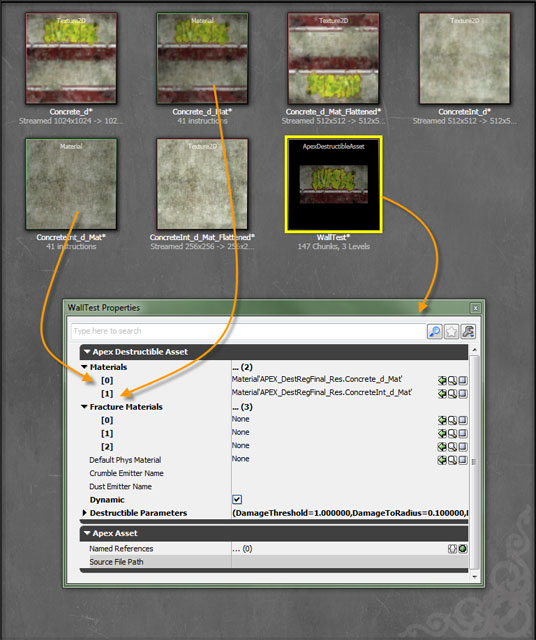 Texture2D
Material
Texture2D
Texture2D
Concrete_d*
Concrete_d_Mat*
Concrete_d_Mat_Flattened*
ConcreteInt_d*
Streamed 1024x1024 -> 102...
41 instructions
Streamed 512x512 -> 512x5...
Streamed 512x512 -> 512x5...
Material
Texture2D
ApexDestructibleAsset
ConcreteInt_d_Mat*
ConcreteInt_d_Mat_Flattened*
WallTest*
41 instructions
Streamed 256x256 -> 256x2...
147 Chunks, 3 Levels
WallTest Properties
Type here to search
Apex Destructible Asset
Materials ... (2)
[0] Material'APEX_DestRegFinal_Res.Concrete_d_Mat'
[1] Material'APEX_DestRegFinal_Res.ConcreteInt_d_Mat'
Fracture Materials ... (3)
[0] None
[1] None
[2] None
Default Phys Material None
Crumble Emitter Name
Dust Emitter Name
Dynamic
Destructible Parameters (DamageThreshold=1.000000,DamageToRadius=0.100000,
Apex Asset
Named References ... (0)
Source File Path